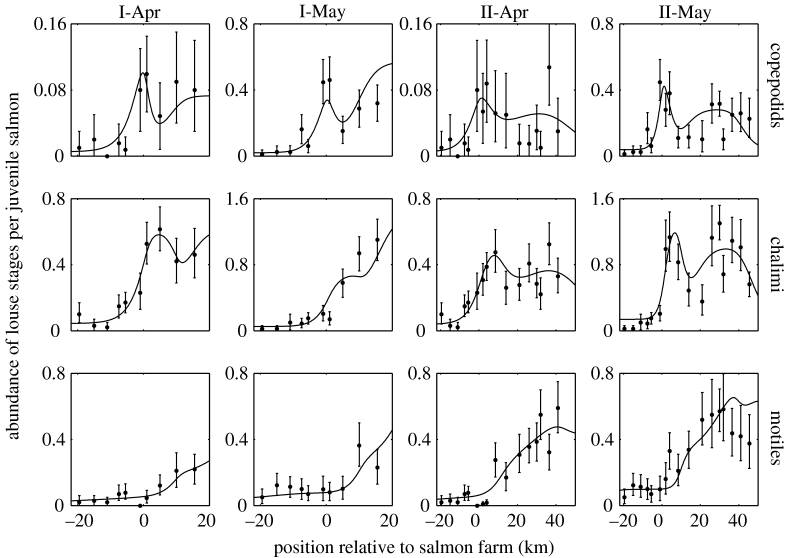 I-Apr I-May II-Apr II-May
0.16 0.8 0.16 0.8
0.08 0.4 0.08 0.4
0 0 0 0
copepodids
0.8 1.6 0.8 1.6
0.4 0.8 0.4 0.8
0 0 0 0
chalimi
0.8 0.8 0.8 0.8
0.4 0.4 0.4 0.4
0 0 0 0
motiles
−20 0 20 −20 0 20 −20 0 20 40 −20 0 20 40
abundance of louse stages per juvenile salmon
position relative to salmon farm (km)